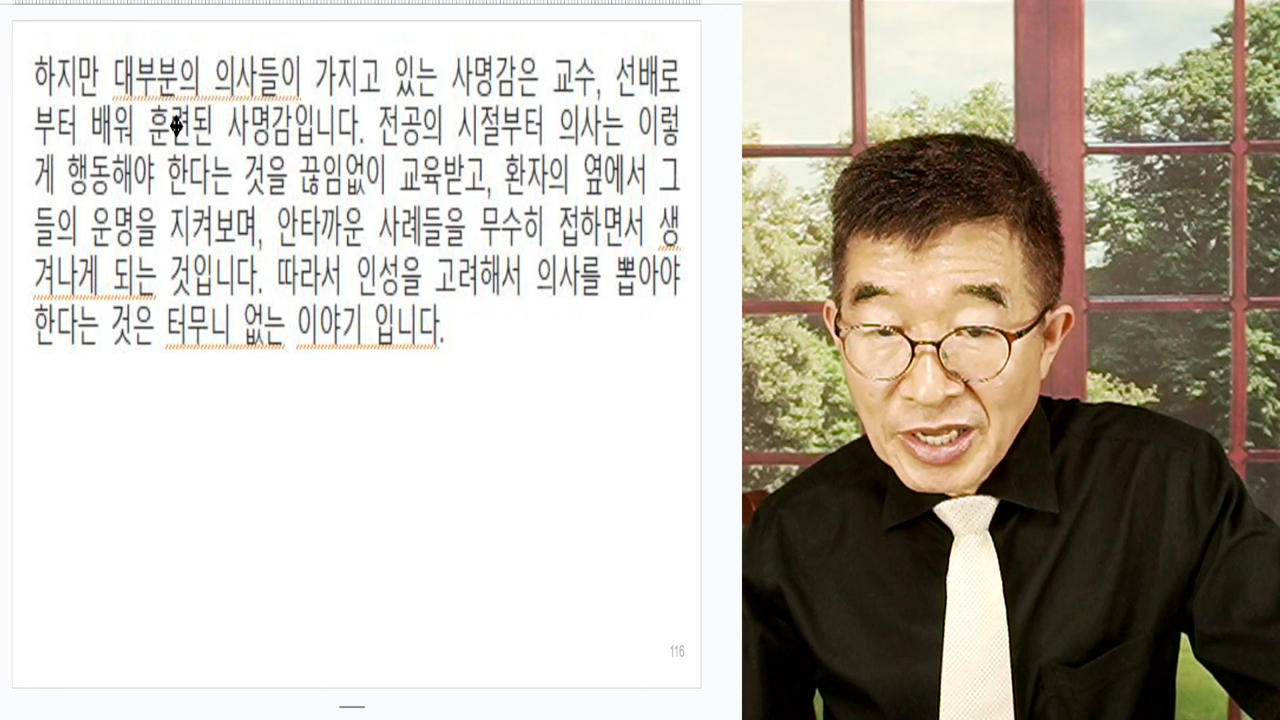 하지만 대부분의 의사들이 가지고 있는 사명감은 교수, 선배로
부터 배워 훈련된 사명감입니다. 전공의 시절부터 의사는 이렇
게 행동해야 한다는 것을 끊임없이 교육받고, 환자의 옆에서 그
들의 운명을 지켜보며, 안타까운 사례들을 무수히 접하면서 생
겨나게 되는 것입니다. 따라서 인성을 고려해서 의사를 뽑아야
한다는 것은 터무니 없는 이야기 입니다.
116